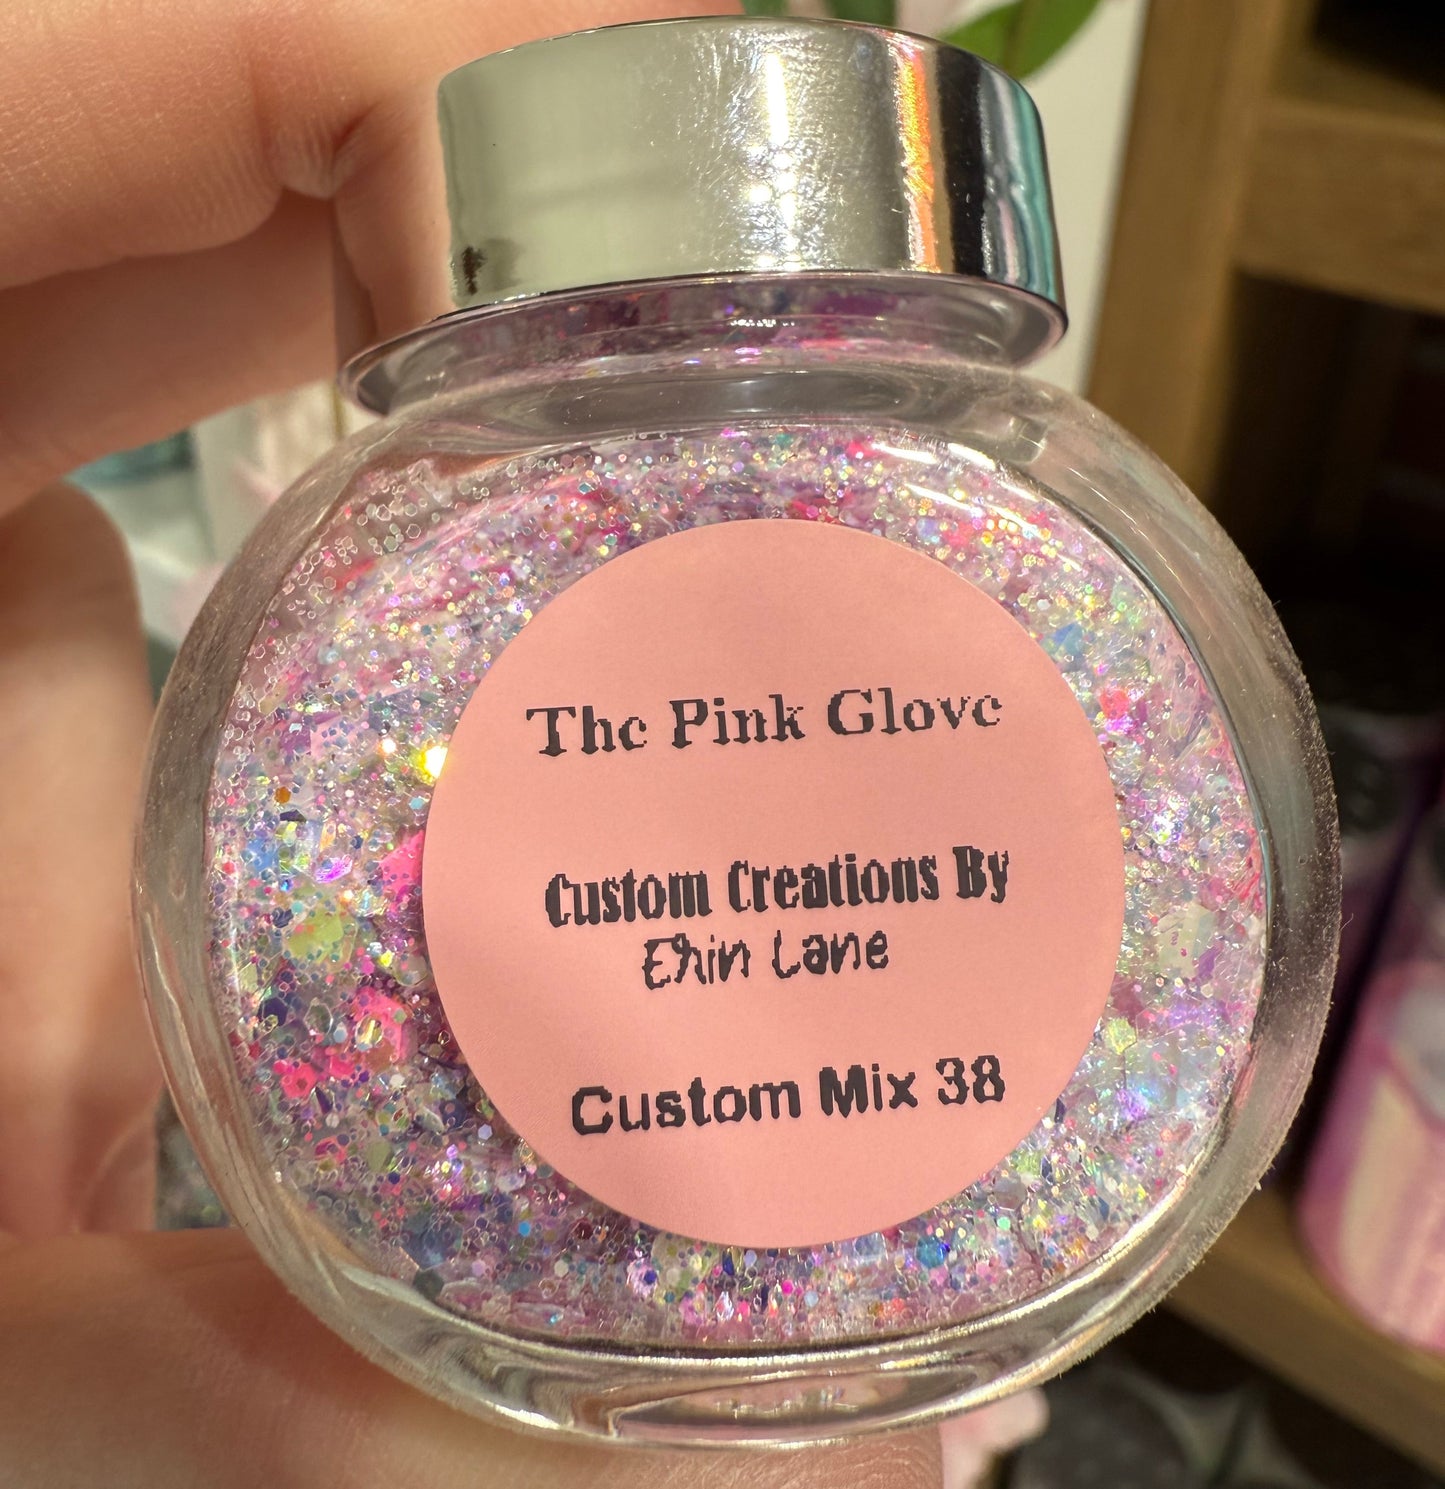 The Pink Glove
Custom Creations By
Erin Lane
Custom Mix 38